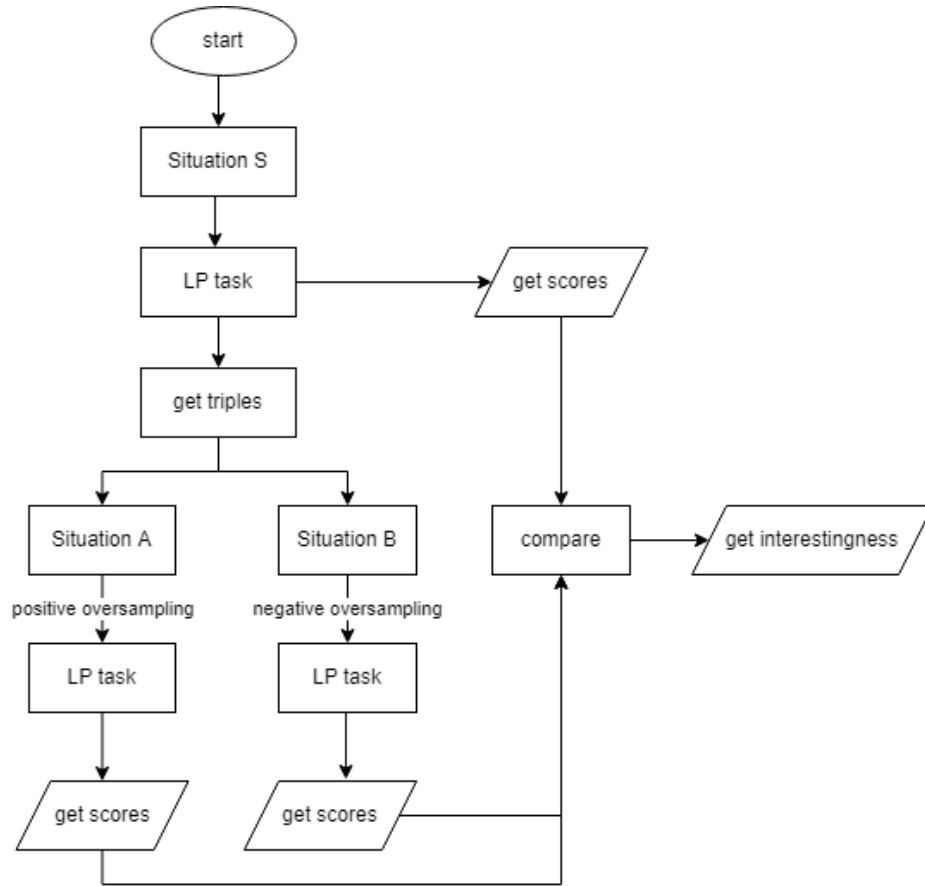 start
Situation S
LP task
get scores
get triples
Situation A
Situation B
compare
get interestingness
positive oversampling
negative oversampling
LP task
LP task
get scores
get scores